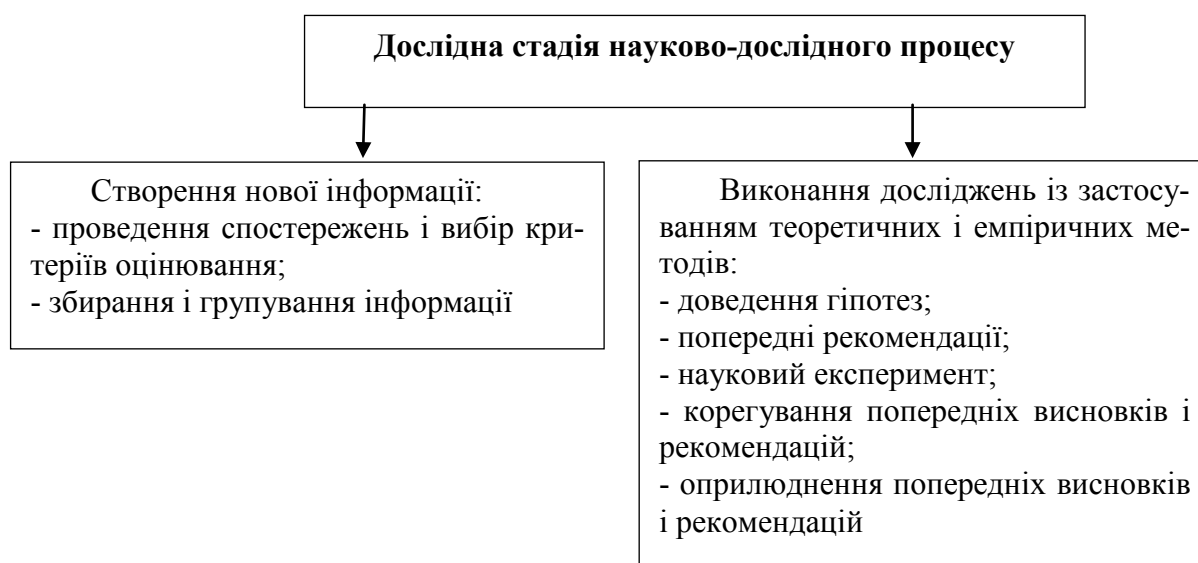 Дослідна стадія науково-дослідного процесу
Створення нової інформації:
- проведення спостережень і вибір кри-
теріїв оцінювання;
- збирання і групування інформації
Виконання досліджень із застосу-
ванням теоретичних і емпіричних ме-
тодів:
- доведення гіпотез;
- попередні рекомендації;
- науковий експеримент;
- корегування попередніх висновків і
рекомендацій;
- оприлюднення попередніх висновків
і рекомендацій